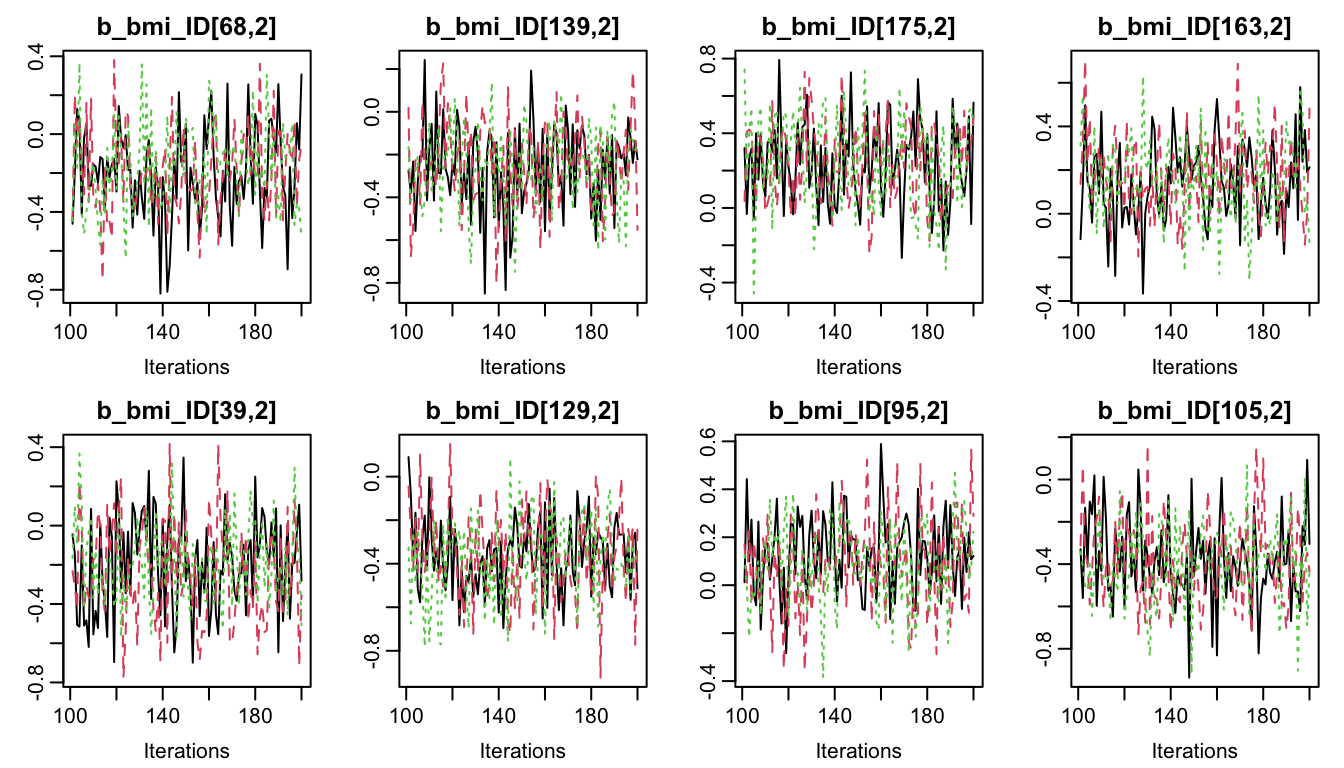 b_bmi_ID[68,2] b_bmi_ID[139,2] b_bmi_ID[175,2] b_bmi_ID[163,2]
0.4 0.0 -0.4 -0.8
0.0 -0.4 -0.8
0.8 0.4 0.0 -0.4
0.4 0.0 -0.4
100 140 180 100 140 180 100 140 180 100 140 180
Iterations Iterations Iterations Iterations
b_bmi_ID[39,2] b_bmi_ID[129,2] b_bmi_ID[95,2] b_bmi_ID[105,2]
0.4 0.0 -0.4 -0.8
0.0 -0.4 -0.8
0.6 0.4 0.2 0.0 -0.4
0.0 -0.4 -0.8
100 140 180 100 140 180 100 140 180 100 140 180
Iterations Iterations Iterations Iterations